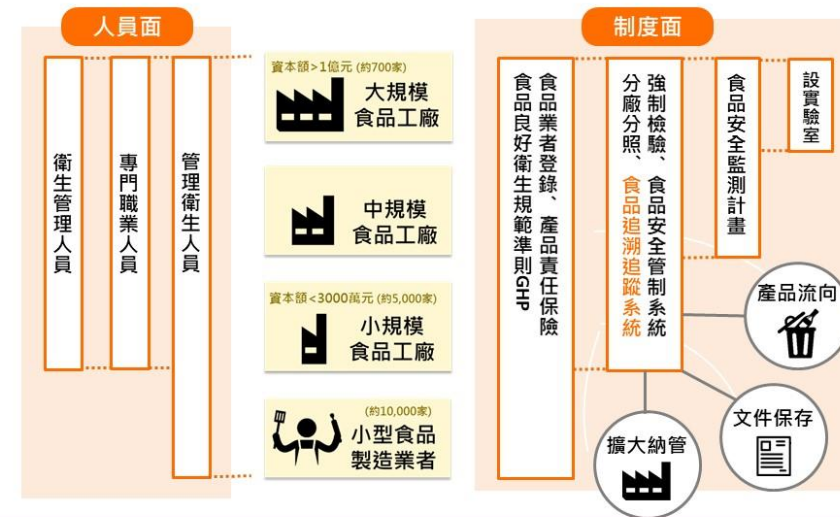 人員面
衛生管理人員
專門職業人員
管理衛生人員
資本額>1億元 (約700家)
大規模
食品工廠
中規模
食品工廠
資本額<3000萬元 (約5,000家)
小規模
食品工廠
(約10,000家)
小型食品
製造業者
制度面
食品業者登錄、產品責任保險
食品良好衛生規範準則GHP
強制檢驗、食品安全管制系統
分廠分照、食品追溯追蹤系統
食品安全監測計畫
設實驗室
產品流向
文件保存
擴大納管